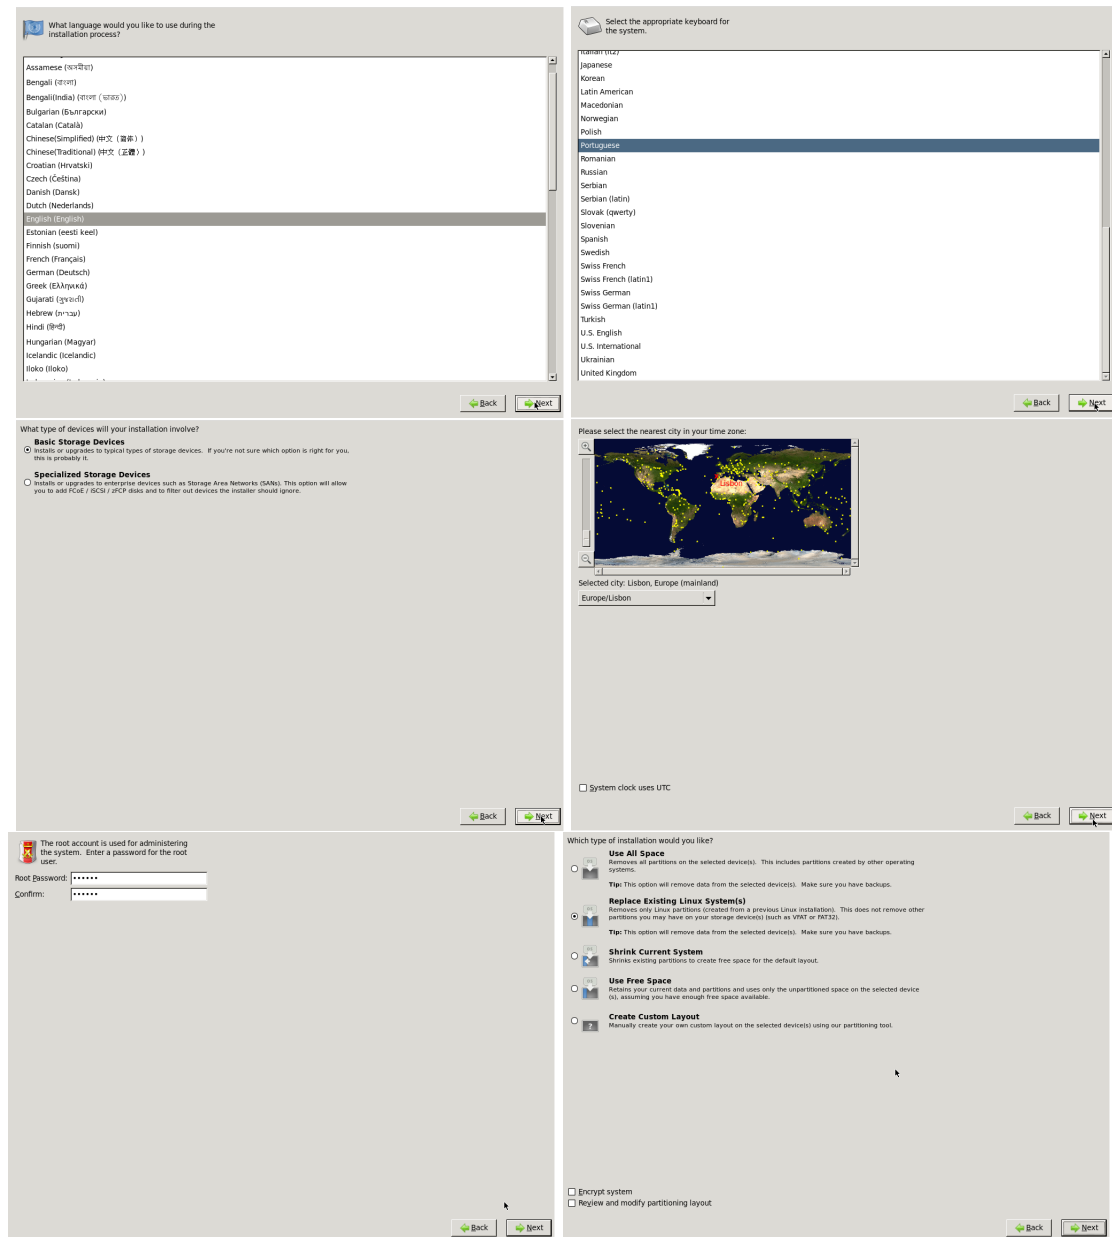 What language would you like to use during the
installation process?
Assamese (অসমীয়া)
Bengali (বাংলা)
Bengali(India) (বাংলা (ভারত))
Bulgarian (Български)
Catalan (Català)
Chinese(Simplified) (中文（简体）)
Chinese(Traditional) (中文（正體）)
Croatian (Hrvatski)
Czech (Čeština)
Danish (Dansk)
Dutch (Nederlands)
English (English)
Estonian (eesti keel)
Finnish (suomi)
French (Français)
German (Deutsch)
Greek (Ελληνικά)
Gujarati (ગુજરાતી)
Hebrew (עברית)
Hindi (हिन्दी)
Hungarian (Magyar)
Icelandic (Icelandic)
Iloko (Iloko)
Back
Next
Select the appropriate keyboard for
the system.
Italian (it2)
Japanese
Korean
Latin American
Macedonian
Norwegian
Polish
Portuguese
Romanian
Russian
Serbian
Serbian (latin)
Slovak (qwerty)
Slovenian
Spanish
Swedish
Swiss French
Swiss French (latin1)
Swiss German
Swiss German (latin1)
Turkish
U.S. English
U.S. International
Ukrainian
United Kingdom
Back
Next
What type of devices will your installation involve?
Basic Storage Devices
Installs or upgrades to typical types of storage devices. If you're not sure which option is right for you,
this is probably it.
Specialized Storage Devices
Installs or upgrades to enterprise devices such as Storage Area Networks (SANs). This option will allow
you to add FCoE / iSCSI / zFCP disks and to filter out devices the installer should ignore.
Back
Next
Please select the nearest city in your time zone:
Lisbon
Selected city: Lisbon, Europe (mainland)
Europe/Lisbon
System clock uses UTC
Back
Next
The root account is used for administering
the system. Enter a password for the root
user.
Root Password: ••••••
Confirm: ••••••
Back
Next
Which type of installation would you like?
Use All Space
Removes all partitions on the selected device(s). This includes partitions created by other operating
systems.
Tip: This option will remove data from the selected device(s). Make sure you have backups.
Replace Existing Linux System(s)
Removes only Linux partitions (created from a previous Linux installation). This does not remove other
partitions you may have on your storage device(s) (such as VFAT or FAT32).
Tip: This option will remove data from the selected device(s). Make sure you have backups.
Shrink Current System
Shrinks existing partitions to create free space for the default layout.
Use Free Space
Retains your current data and partitions and uses only the unpartitioned space on the selected device
(s), assuming you have enough free space available.
Create Custom Layout
Manually create your own custom layout on the selected device(s) using our partitioning tool.
Encrypt system
Review and modify partitioning layout
Back
Next